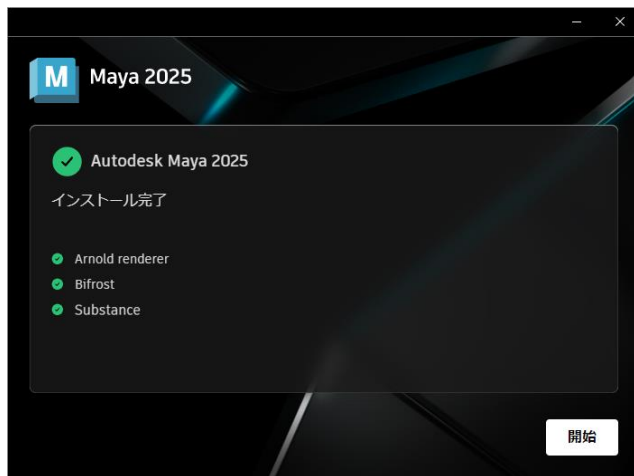 M Maya 2025
Autodesk Maya 2025
インストール完了
Arnold renderer
Bifrost
Substance
開始